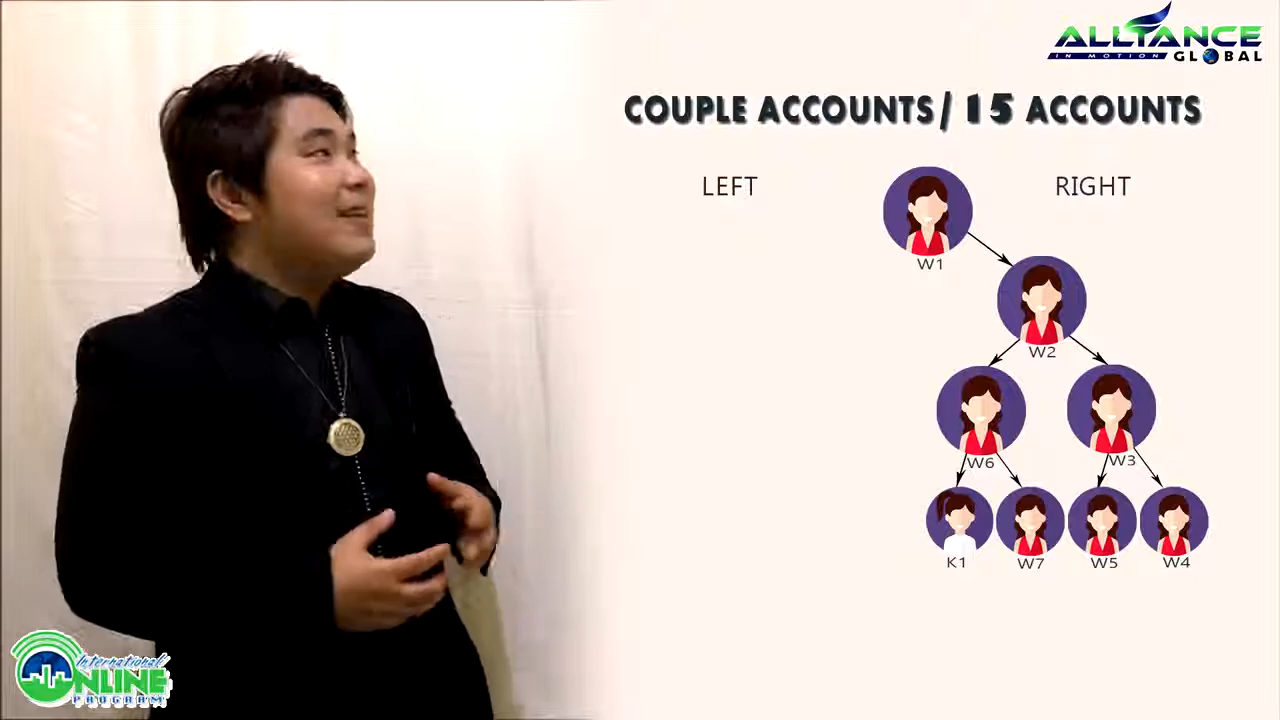 ALLIANCE
IN MOTION GLOBAL
COUPLE ACCOUNTS/ 15 ACCOUNTS
LEFT
RIGHT
W1
W2
W6
W3
K1
W7
W5
W4
International
ONLINE
PROGRAM